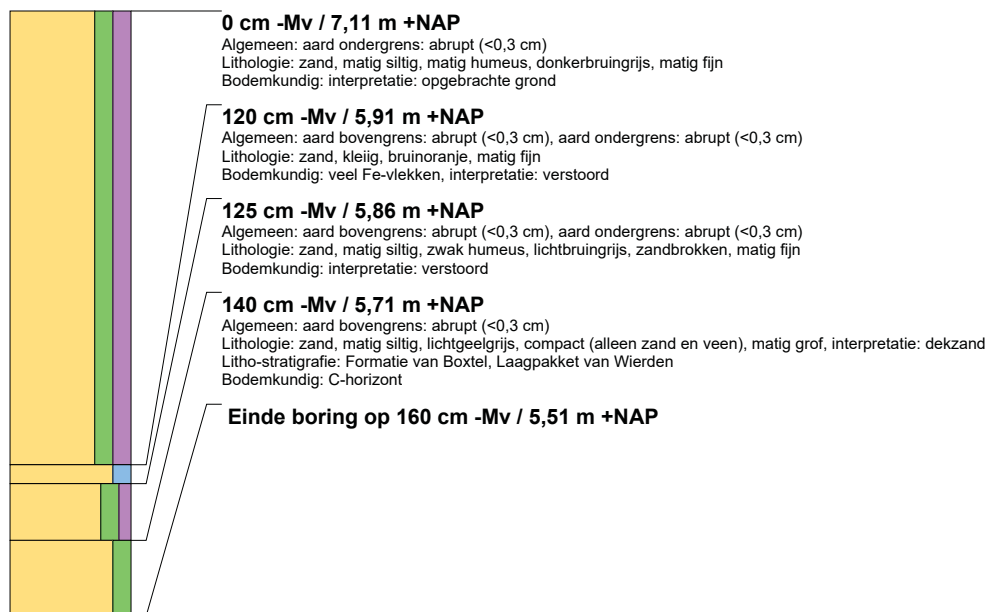 0 cm -Mv / 7,11 m +NAP
Algemeen: aard ondergrens: abrupt (<0,3 cm)
Lithologie: zand, matig siltig, matig humeus, donkerbruingrijs, matig fijn
Bodemkundig: interpretatie: opgebrachte grond
120 cm -Mv / 5,91 m +NAP
Algemeen: aard bovengrens: abrupt (<0,3 cm), aard ondergrens: abrupt (<0,3 cm)
Lithologie: zand, kleiig, bruinoranje, matig fijn
Bodemkundig: veel Fe-vlekken, interpretatie: verstoord
125 cm -Mv / 5,86 m +NAP
Algemeen: aard bovengrens: abrupt (<0,3 cm), aard ondergrens: abrupt (<0,3 cm)
Lithologie: zand, matig siltig, zwak humeus, lichtbruingrijs, zandbrokken, matig fijn
Bodemkundig: interpretatie: verstoord
140 cm -Mv / 5,71 m +NAP
Algemeen: aard bovengrens: abrupt (<0,3 cm)
Lithologie: zand, matig siltig, lichtgeelgrijs, compact (alleen zand en veen), matig grof, interpretatie: dekzand
Litho-stratigrafie: Formatie van Boxtel, Laagpakket van Wierden
Bodemkundig: C-horizont
Einde boring op 160 cm -Mv / 5,51 m +NAP